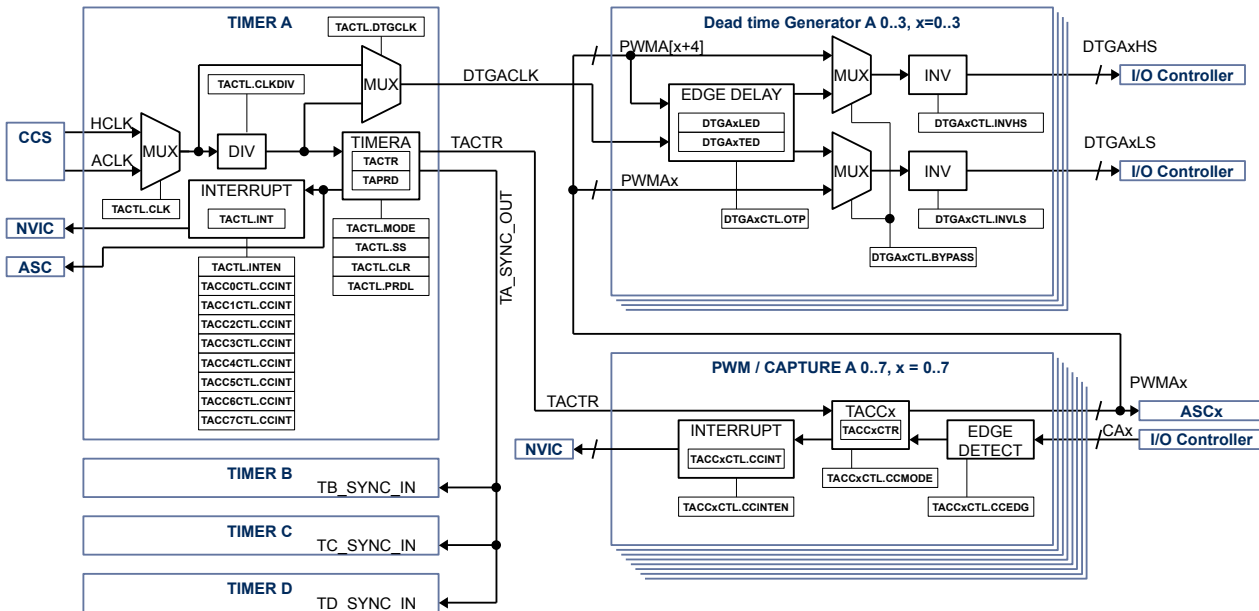 TIMER A
TACTL.DTGCLK
MUX
DTGACLK
TACTL.CLKDIV
CCS
HCLK
ACLK
MUX
DIV
TACTL.CLK
TIMERA
TACTR
TAPRD
TACTR
INTERRUPT
TACTL.INT
NVIC
ASC
TACTL.MODE
TACTL.SS
TACTL.CLR
TACTL.PRDL
TACTL.INTEN
TACC0CTL.CCINT
TACC1CTL.CCINT
TACC2CTL.CCINT
TACC3CTL.CCINT
TACC4CTL.CCINT
TACC5CTL.CCINT
TACC6CTL.CCINT
TACC7CTL.CCINT
TA_SYNC_OUT
TIMER B
TB_SYNC_IN
TIMER C
TC_SYNC_IN
TIMER D
TD_SYNC_IN
Dead time Generator A 0..3, x=0..3
PWMA[x+4]
EDGE DELAY
DTGAxLED
DTGAxTED
DTGAxCTL.OTP
PWMAx
MUX
INV
DTGAxCTL.INVHS
MUX
INV
DTGAxCTL.INVLS
DTGAxCTL.BYPASS
DTGAxHS
I/O Controller
DTGAxLS
I/O Controller
PWM / CAPTURE A 0..7, x = 0..7
TACTR
TACCx
TACCxCTR
NVIC
INTERRUPT
TACCxCTL.CCINT
TACCxCTL.CCINTEN
TACCxCTL.CCMODE
EDGE
DETECT
TACCxCTL.CCEDG
PWMAx
ASCx
CAx
I/O Controller